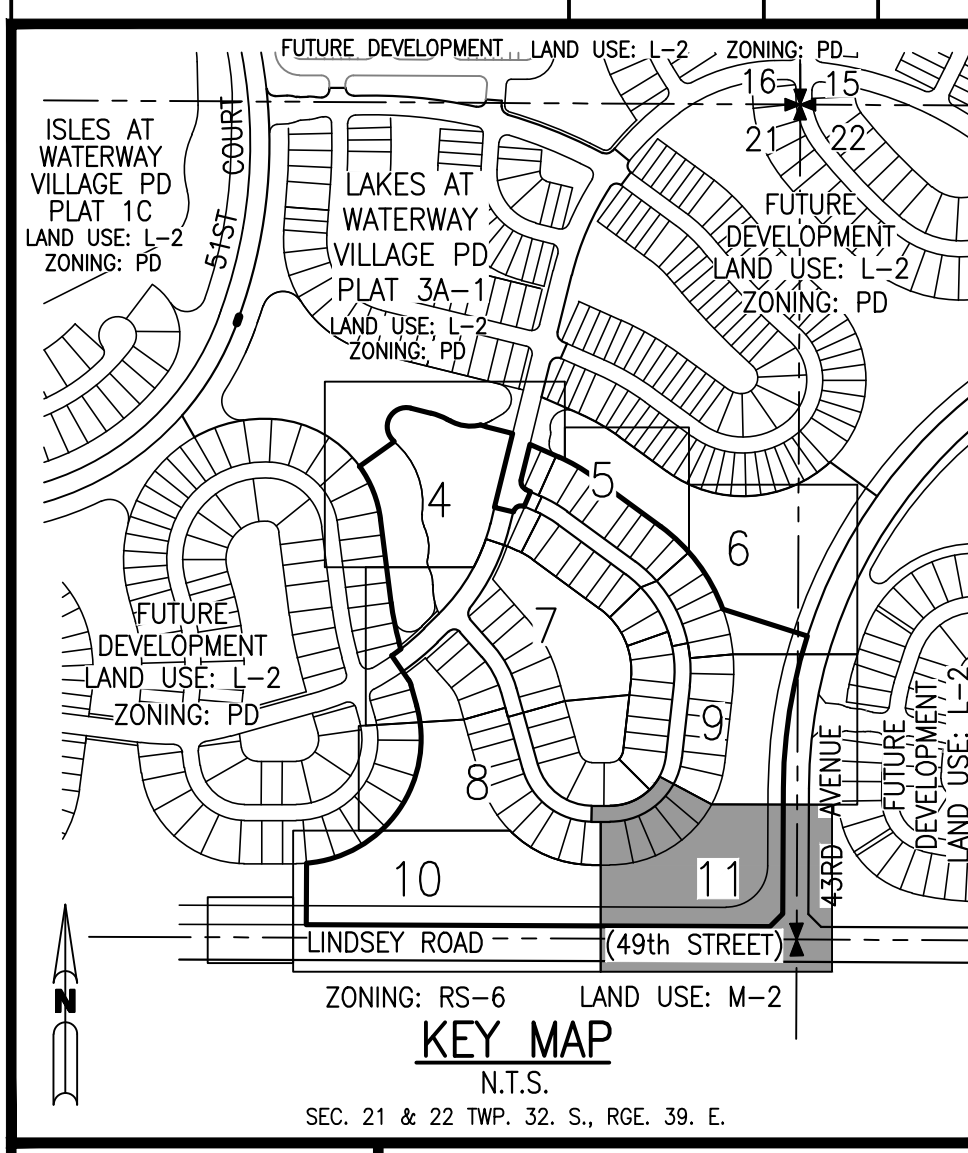 FUTURE DEVELOPMENT LAND USE: L-2 ZONING: PD
16 15
21 22
ISLES AT
WATERWAY
VILLAGE PD
PLAT 1C
LAND USE: L-2
ZONING: PD
51ST COURT
LAKES AT
WATERWAY
VILLAGE PD
PLAT 3A-1
LAND USE: L-2
ZONING: PD
FUTURE
DEVELOPMENT
LAND USE: L-2
ZONING: PD
4
5
6
7
FUTURE
DEVELOPMENT
LAND USE: L-2
ZONING: PD
8
9
10
11
43RD AVENUE
FUTURE
DEVELOPMENT
LAND USE: L-2
LINDSEY ROAD (49th STREET)
ZONING: RS-6 LAND USE: M-2
N
KEY MAP
N.T.S.
SEC. 21 & 22 TWP. 32. S., RGE. 39. E.